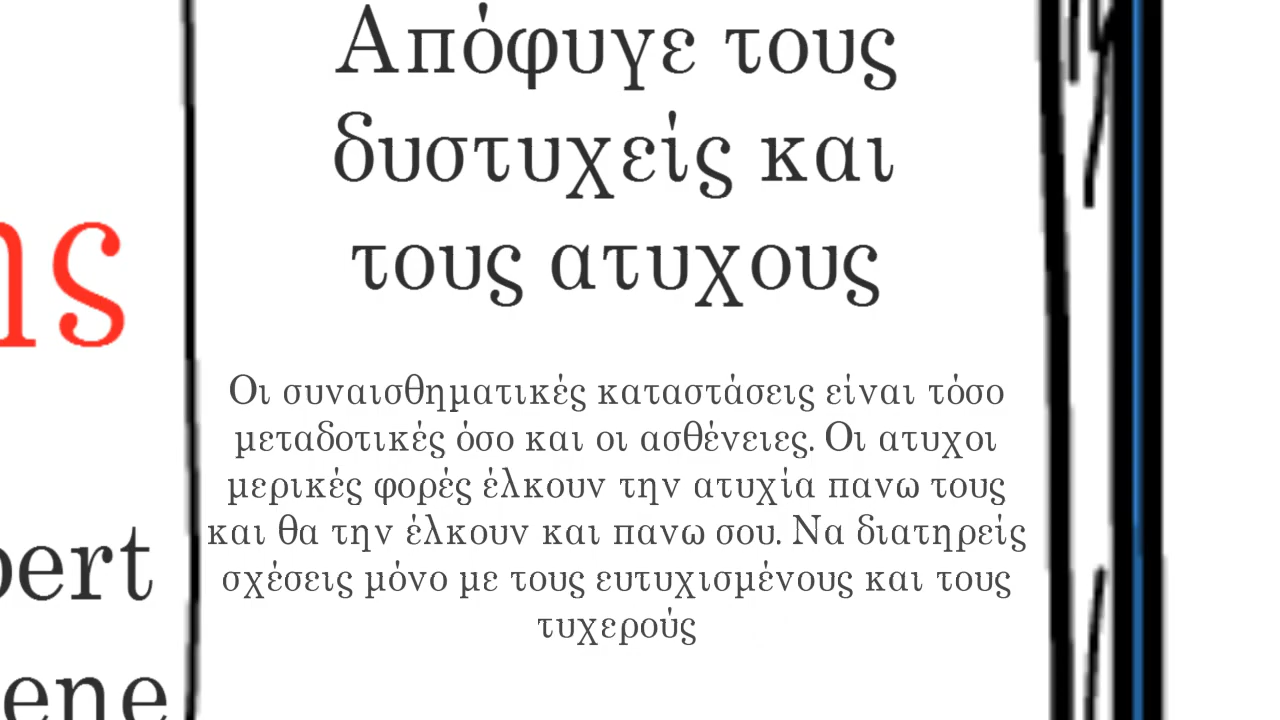 Απόφυγε τους
δυστυχείς και
τους ατυχους
ης
Οι συναισθηματικές καταστάσεις είναι τόσο
μεταδοτικές όσο και οι ασθένειες. Οι ατυχοι
μερικές φορές έλκουν την ατυχία πανω τους
και θα την έλκουν και πανω σου. Να διατηρείς
σχέσεις μόνο με τους ευτυχισμένους και τους
τυχερούς
bert
ene